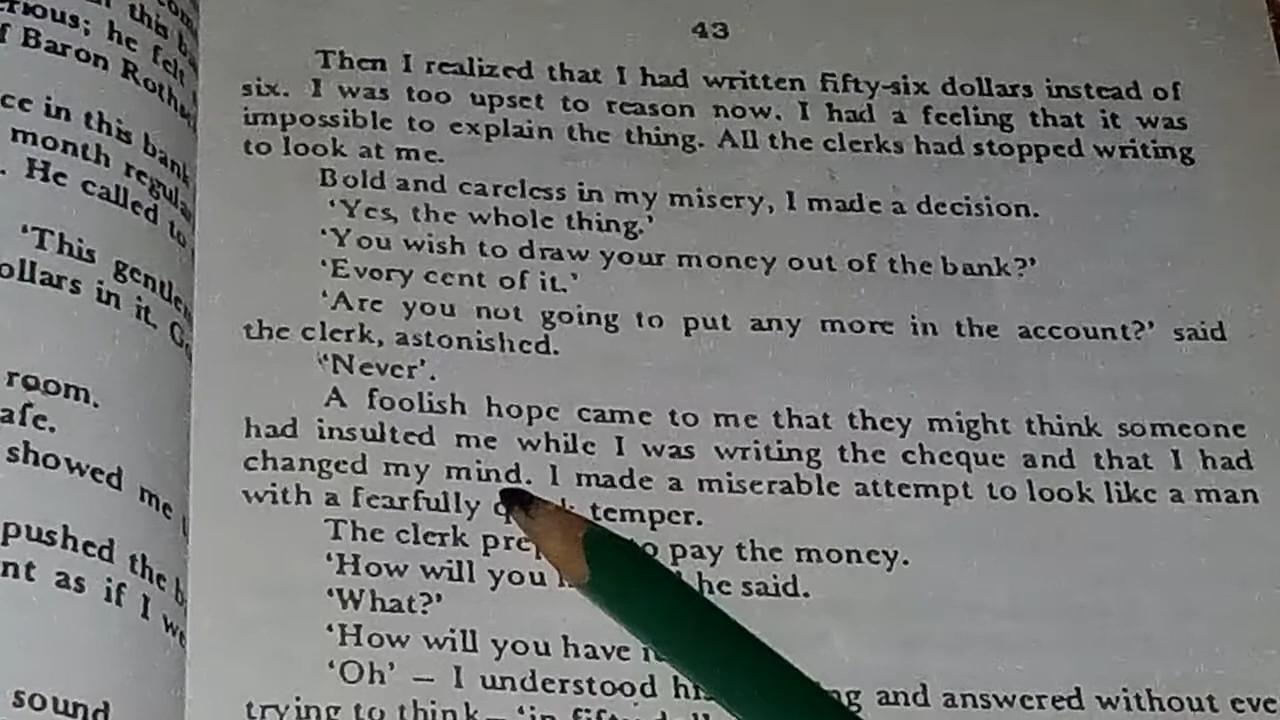 this b
rious; he felt
f Baron Roths
ce in this bank
month regula
. He called to
'This gentle
ollars in it.
room.
afe.
showed me
pushed the b
nt as if I we
sound
43
Then I realized that I had written fifty-six dollars instead of
six. I was too upset to reason now. I had a feeling that it was
impossible to explain the thing. All the clerks had stopped writing
to look at me.
Bold and careless in my misery, I made a decision.
'Yes, the whole thing.'
'You wish to draw your money out of the bank?'
'Every cent of it.'
'Are you not going to put any more in the account?' said
the clerk, astonished.
'Never'.
A foolish hope came to me that they might think someone
had insulted me while I was writing the cheque and that I had
changed my mind. I made a miserable attempt to look like a man
with a fearfully temper.
The clerk to pay the money.
'How will you he said.
'What?'
'How will you have
'Oh' – I understood and answered without eve
trying to think – 'in